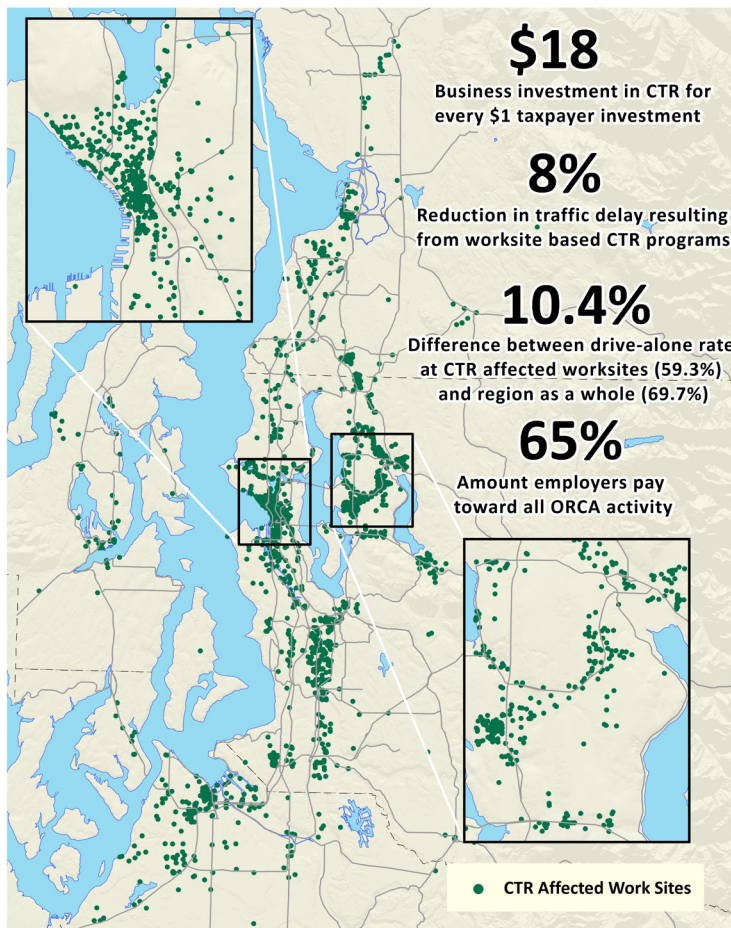 $18
Business investment in CTR for
every $1 taxpayer investment
8%
Reduction in traffic delay resulting
from worksite based CTR programs
10.4%
Difference between drive-alone rate
at CTR affected worksites (59.3%)
and region as a whole (69.7%)
65%
Amount employers pay
toward all ORCA activity
CTR Affected Work Sites